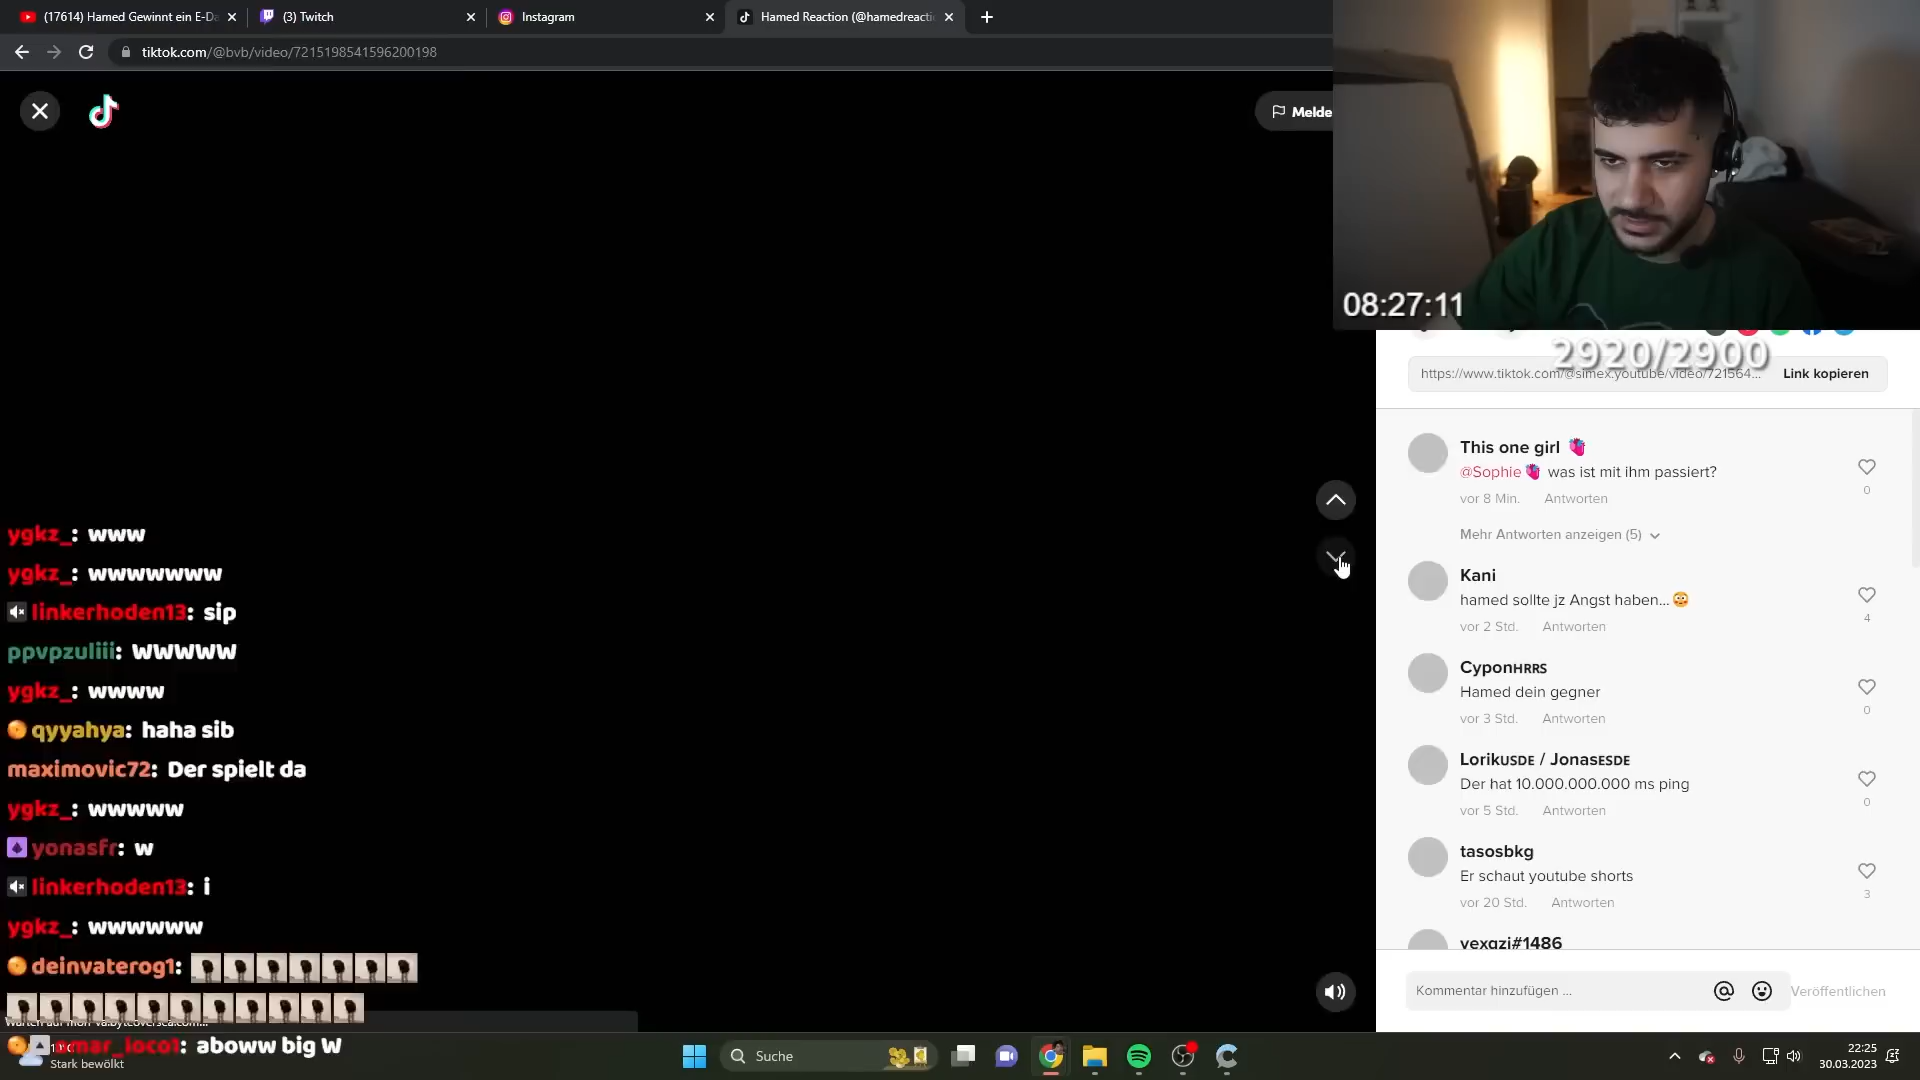 (17614) Hamed Gewinnt ein E-Da
(3) Twitch
Instagram
Hamed Reaction (@hamedreacti
tiktok.com/@bvb/video/7215198541596200198
Melde
08:27:11
2920/2900
https://www.tiktok.com/@simex.youtube/video/721564...
Link kopieren
This one girl
@Sophie was ist mit ihm passiert?
vor 8 Min. Antworten
0
Mehr Antworten anzeigen (5)
Kani
hamed sollte jz Angst haben...
vor 2 Std. Antworten
4
CyponHRRS
Hamed dein gegner
vor 3 Std. Antworten
0
LorikUSDE / JonasESDE
Der hat 10.000.000.000 ms ping
vor 5 Std. Antworten
0
tasosbkg
Er schaut youtube shorts
vor 20 Std. Antworten
3
vexqzi#1486
Kommentar hinzufügen ...
Veröffentlichen
ygkz_: www
ygkz_: wwwwwww
linkerhoden13: sip
ppvpzuliii: WWWWW
ygkz_: wwww
qyyahya: haha sib
maximovic72: Der spielt da
ygkz_: wwwww
yonasfr: w
linkerhoden13: i
ygkz_: wwwwww
deinvaterog1:
omar_loco1: aboww big W
Stark bewölkt
Suche
22:25
30.03.2023